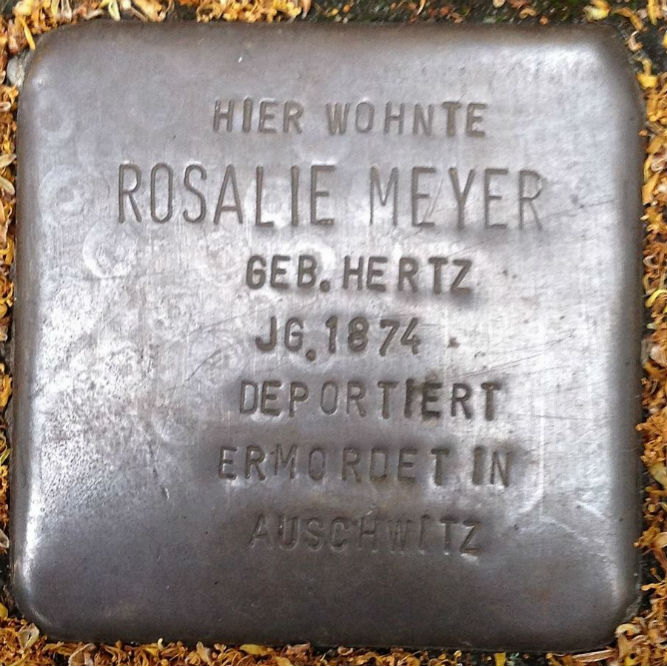 HIER WOHNTE
ROSALIE MEYER
GEB. HERTZ
JG. 1874
DEPORTIERT
ERMORDET IN
AUSCHWITZ